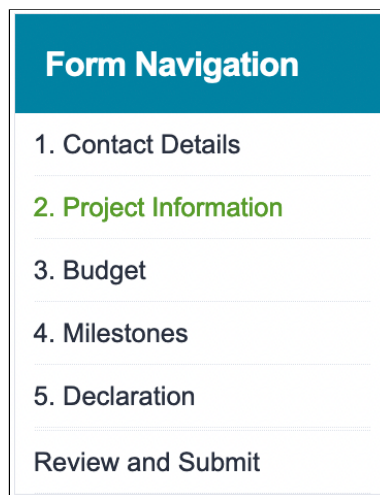 Form Navigation
1. Contact Details
2. Project Information
3. Budget
4. Milestones
5. Declaration
Review and Submit